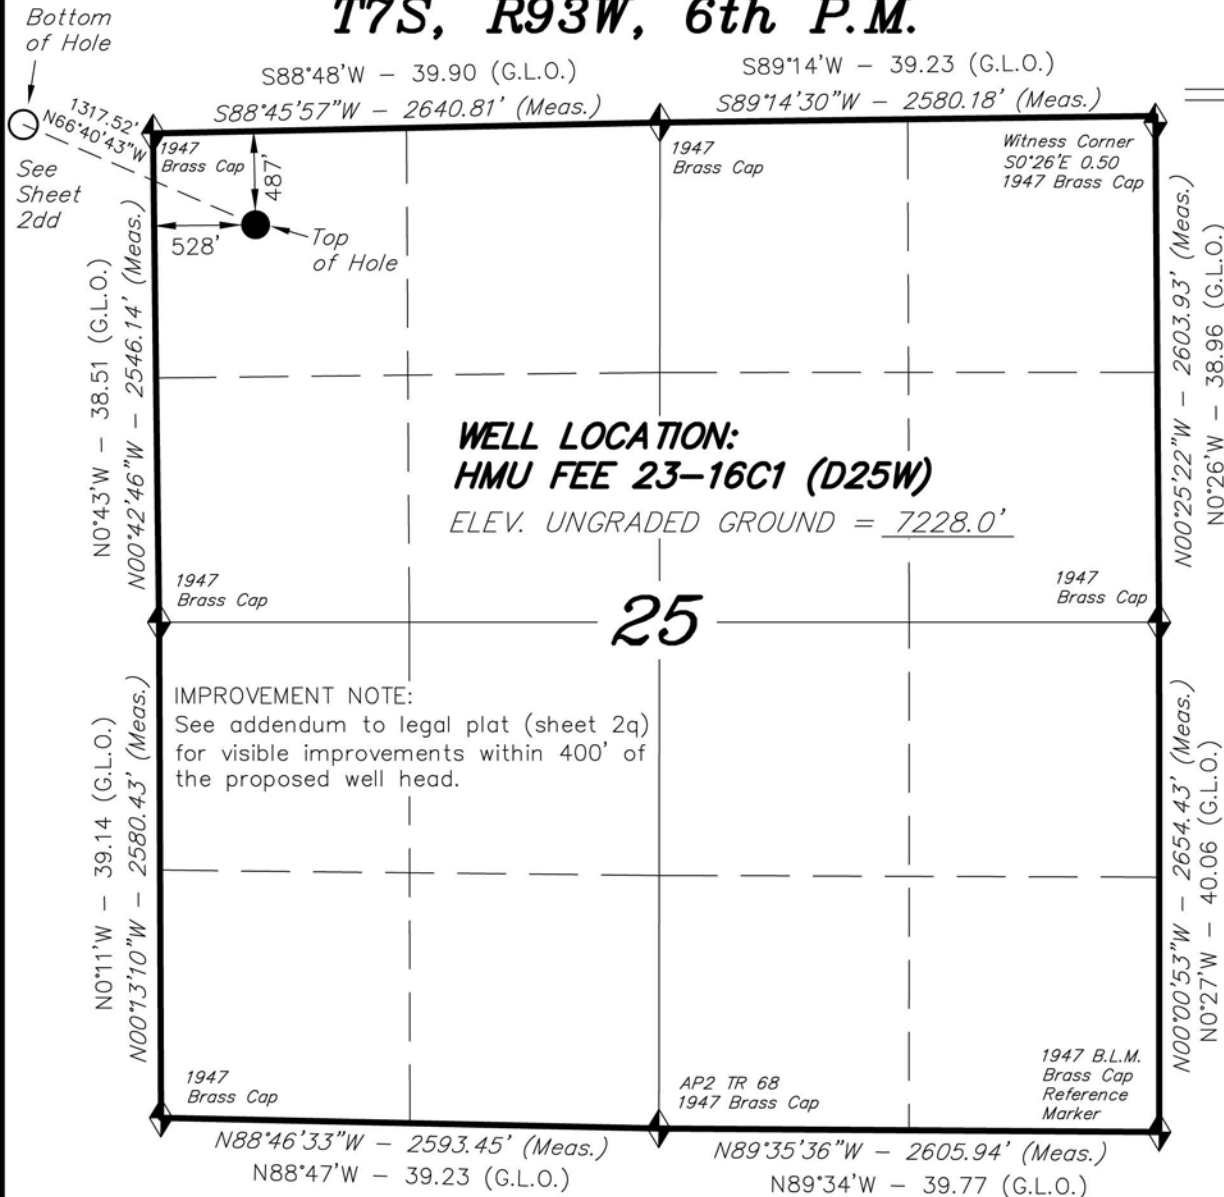 T7S, R93W, 6th P.M.
Bottom
of Hole
S88°48'W – 39.90 (G.L.O.)
S89°14'W – 39.23 (G.L.O.)
S88°45'57"W – 2640.81' (Meas.)
S89°14'30"W – 2580.18' (Meas.)
1317.52'
N66°40'43"W
See
Sheet
2dd
1947
Brass Cap
487'
528'
Top
of Hole
1947
Brass Cap
Witness Corner
S0°26'E 0.50
1947 Brass Cap
N0°43'W – 38.51 (G.L.O.)
N00°42'46"W – 2546.14' (Meas.)
N00°25'22"W – 2603.93' (Meas.)
N0°26'W – 38.96 (G.L.O.)
WELL LOCATION:
HMU FEE 23–16C1 (D25W)
ELEV. UNGRADED GROUND = 7228.0'
1947
Brass Cap
1947
Brass Cap
25
IMPROVEMENT NOTE:
See addendum to legal plat (sheet 2q)
for visible improvements within 400' of
the proposed well head.
N0°11'W – 39.14 (G.L.O.)
N00°13'10"W – 2580.43' (Meas.)
N00°00'53"W – 2654.43' (Meas.)
N0°27'W – 40.06 (G.L.O.)
1947
Brass Cap
AP2 TR 68
1947 Brass Cap
1947 B.L.M.
Brass Cap
Reference
Marker
N88°46'33"W – 2593.45' (Meas.)
N88°47'W – 39.23 (G.L.O.)
N89°35'36"W – 2605.94' (Meas.)
N89°34'W – 39.77 (G.L.O.)